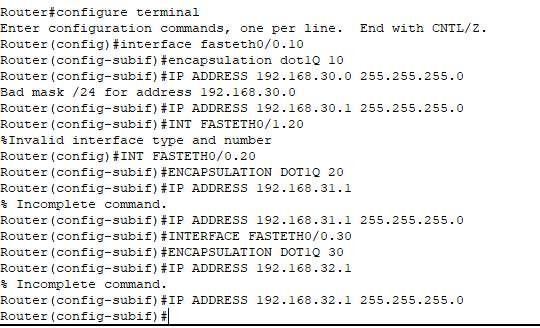 Router#configure terminal
Enter configuration commands, one per line.  End with CNTL/Z.
Router(config)#interface fasteth0/0.10
Router(config-subif)#encapsulation dot1Q 10
Router(config-subif)#IP ADDRESS 192.168.30.0 255.255.255.0
Bad mask /24 for address 192.168.30.0
Router(config-subif)#IP ADDRESS 192.168.30.1 255.255.255.0
Router(config-subif)#INT FASTETH0/1.20
%Invalid interface type and number
Router(config)#INT FASTETH0/0.20
Router(config-subif)#ENCAPSULATION DOT1Q 20
Router(config-subif)#IP ADDRESS 192.168.31.1
% Incomplete command.
Router(config-subif)#IP ADDRESS 192.168.31.1 255.255.255.0
Router(config-subif)#INTERFACE FASTETH0/0.30
Router(config-subif)#ENCAPSULATION DOT1Q 30
Router(config-subif)#IP ADDRESS 192.168.32.1
% Incomplete command.
Router(config-subif)#IP ADDRESS 192.168.32.1 255.255.255.0
Router(config-subif)#